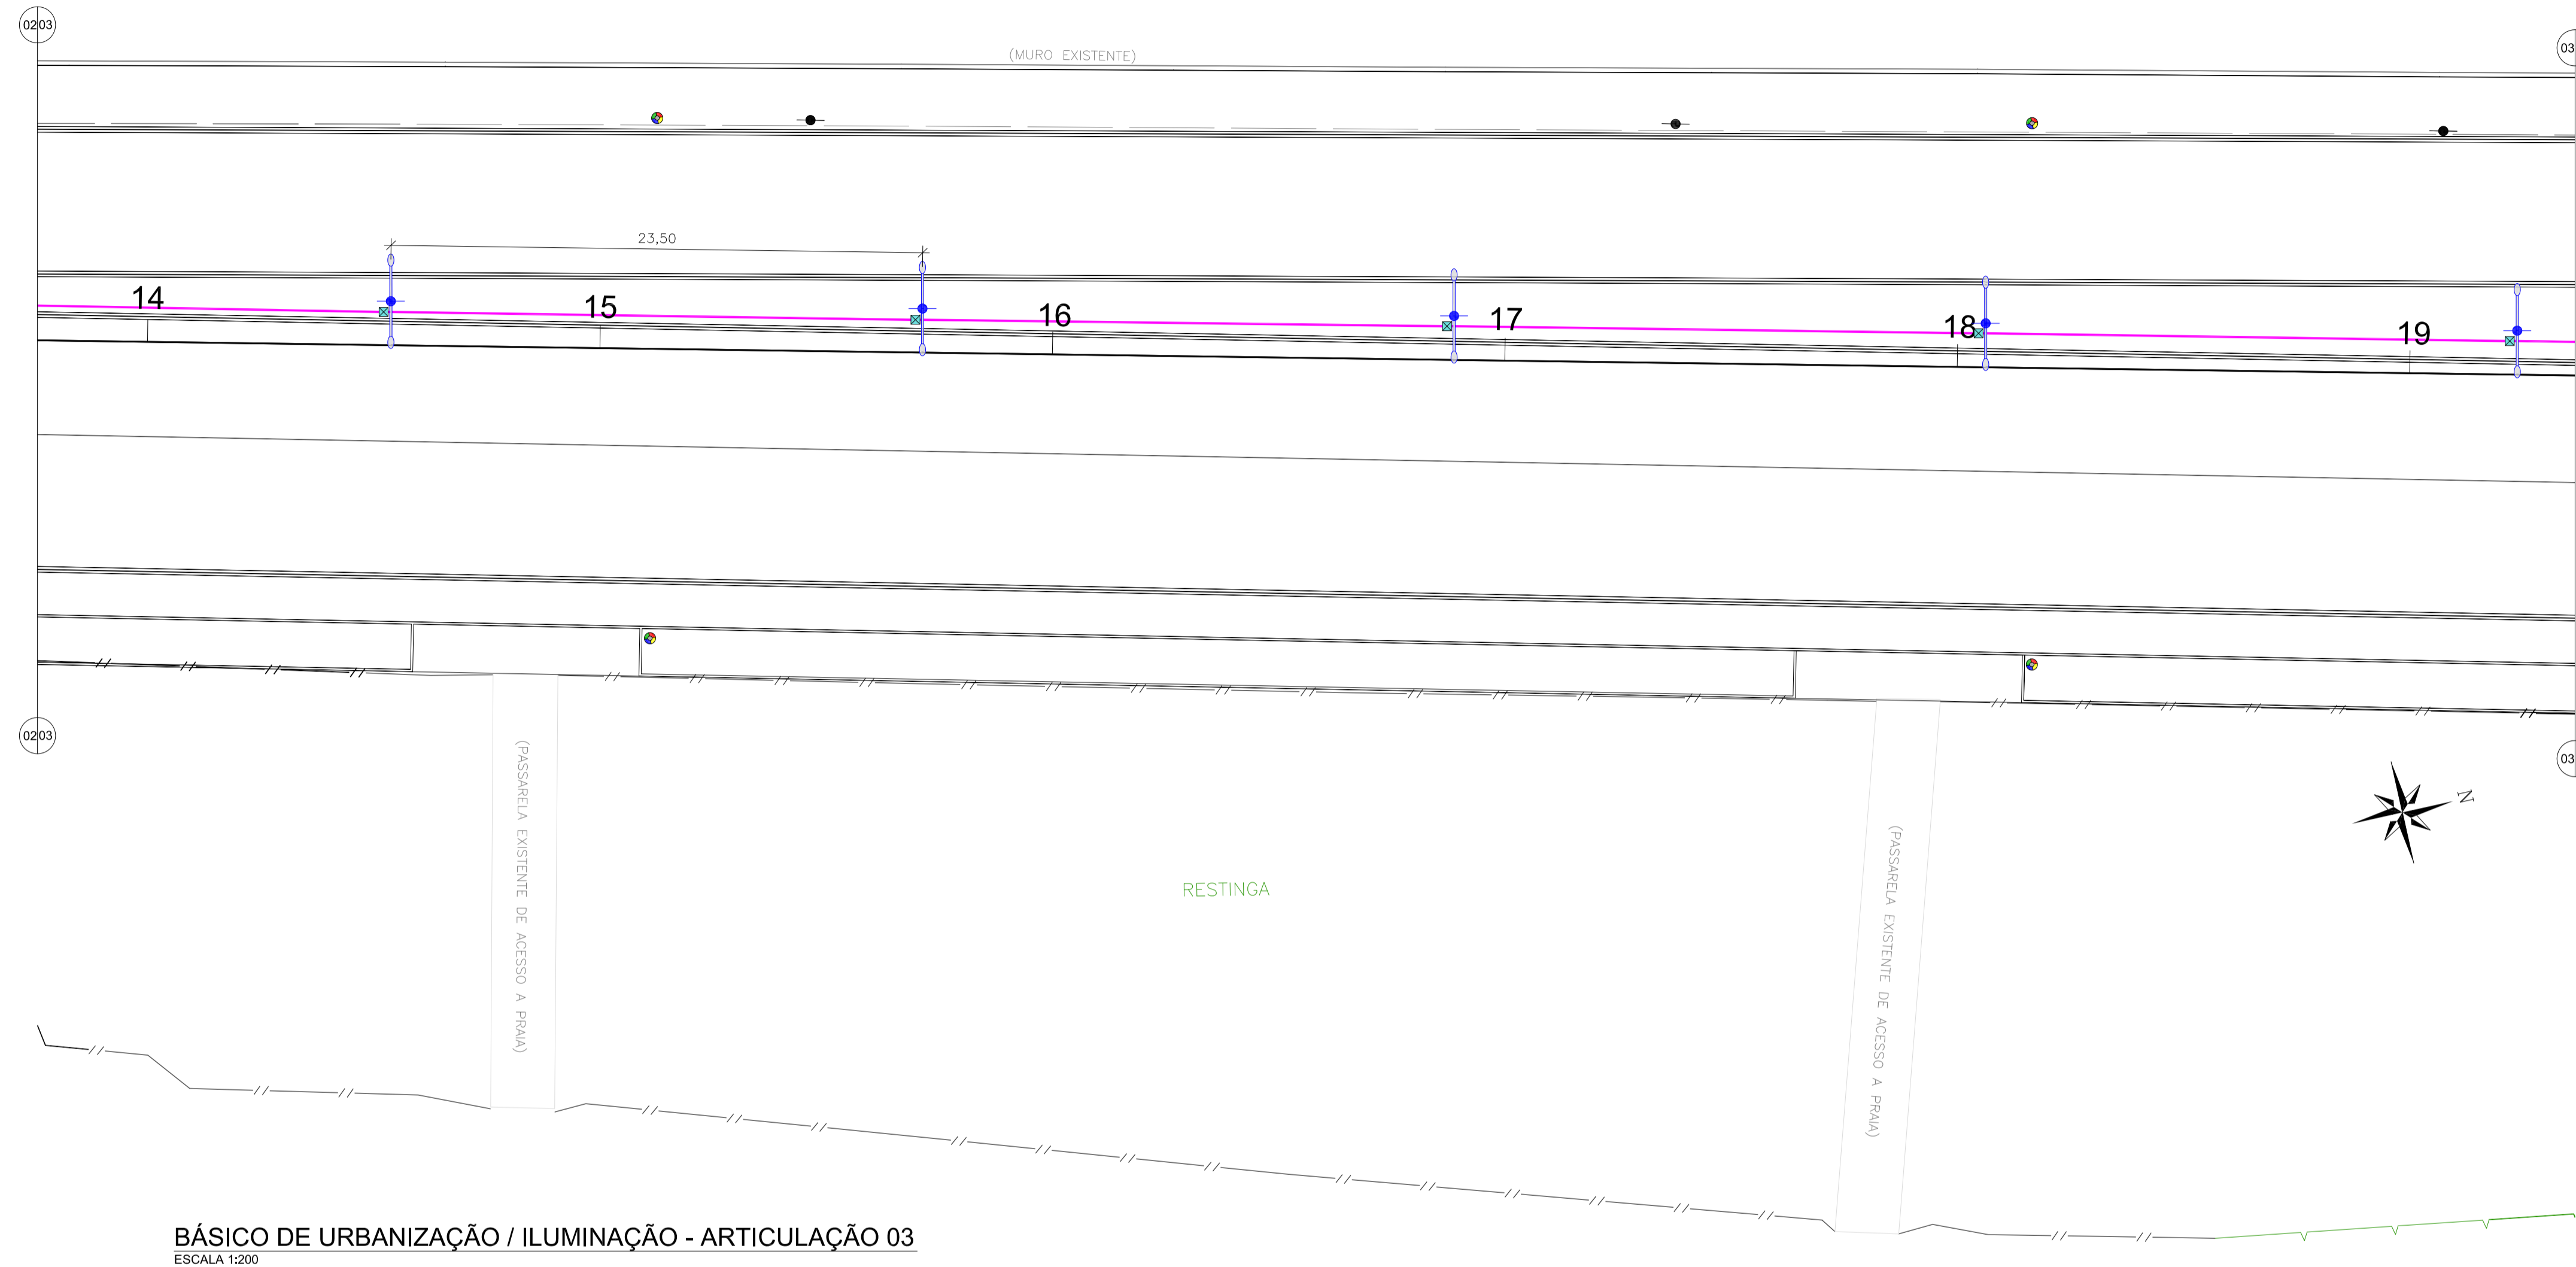 02 03
03
(MURO EXISTENTE)
23,50
14
15
16
17
18
19
02 03
03
(PASSARELA EXISTENTE DE ACESSO A PRAIA)
(PASSARELA EXISTENTE DE ACESSO A PRAIA)
N
RESTINGA
BÁSICO DE URBANIZAÇÃO / ILUMINAÇÃO - ARTICULAÇÃO 03
ESCALA 1:200